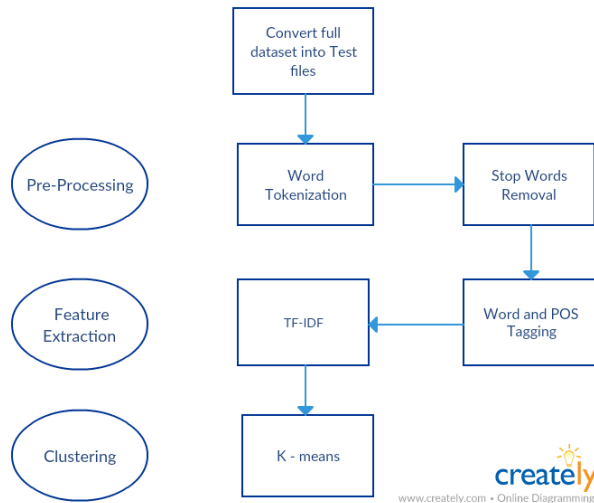 Convert full
dataset into Test
files
Pre-Processing
Word
Tokenization
Stop Words
Removal
Feature
Extraction
TF-IDF
Word and POS
Tagging
Clustering
K - means
creately
www.creately.com • Online Diagramming